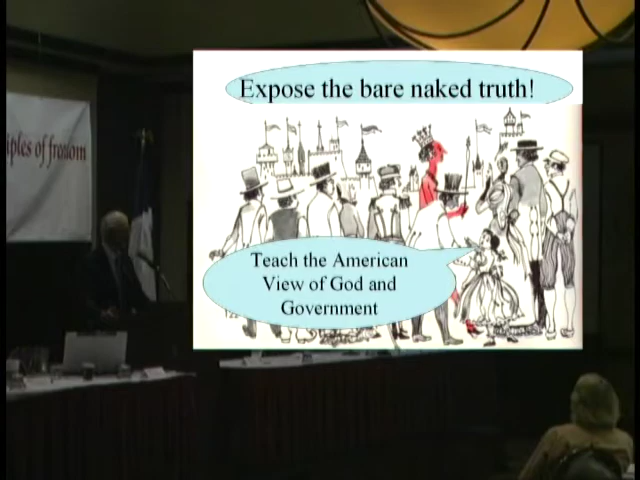 iples of freedom
Expose the bare naked truth!
Teach the American
View of God and
Government